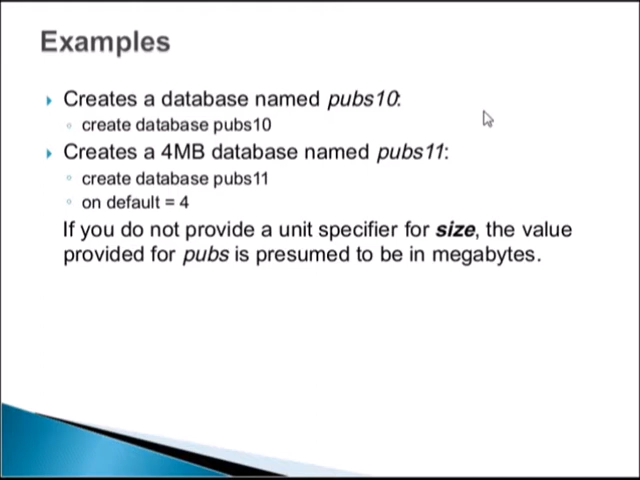 Examples
Creates a database named pubs10:
create database pubs10
Creates a 4MB database named pubs11:
create database pubs11
on default = 4
If you do not provide a unit specifier for size, the value
provided for pubs is presumed to be in megabytes.